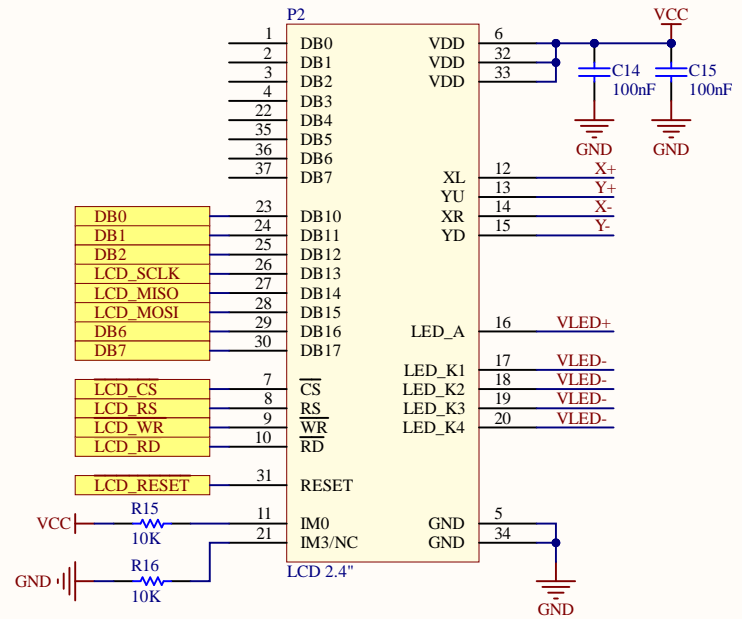 P2
VCC
1 DB0 VDD 6
2 DB1 VDD 32
3 DB2 VDD 33
4 DB3
22 DB4
35 DB5
36 DB6
37 DB7
C14
100nF
C15
100nF
GND
GND
XL 12 X+
YU 13 Y+
XR 14 X-
YD 15 Y-
DB0 23 DB10
DB1 24 DB11
DB2 25 DB12
LCD_SCLK 26 DB13
LCD_MISO 27 DB14
LCD_MOSI 28 DB15
DB6 29 DB16
DB7 30 DB17
LED_A 16 VLED+
LED_K1 17 VLED-
LED_K2 18 VLED-
LED_K3 19 VLED-
LED_K4 20 VLED-
LCD_CS 7 CS
LCD_RS 8 RS
LCD_WR 9 WR
LCD_RD 10 RD
LCD_RESET 31 RESET
VCC R15 10K 11 IM0
GND R16 10K 21 IM3/NC
GND 5
GND 34
GND
LCD 2.4"